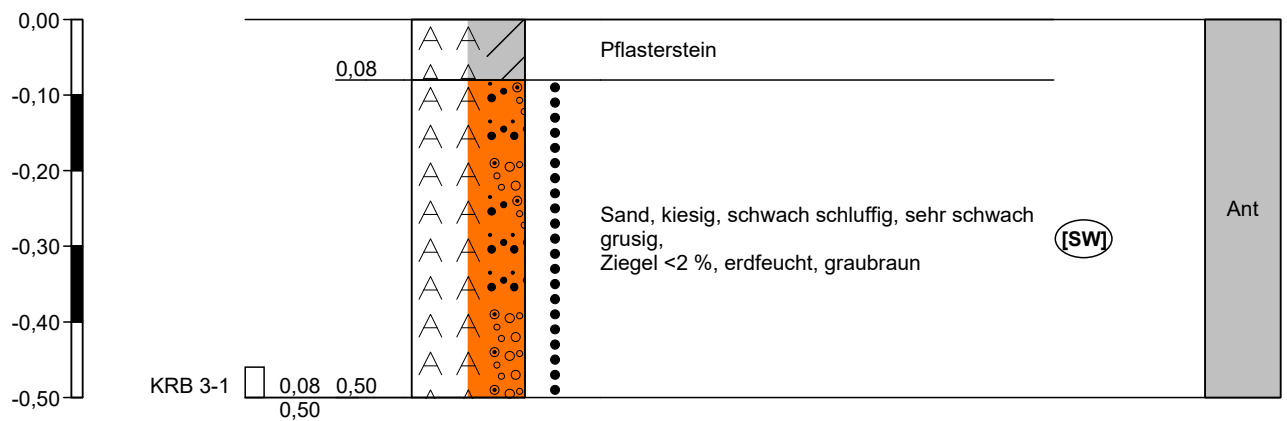 0,00
Pflasterstein
0,08
-0,10
-0,20
Sand, kiesig, schwach schluffig, sehr schwach
grusig,
Ziegel <2 %, erdfeucht, graubraun
[SW]
Ant
-0,30
-0,40
KRB 3-1 0,08 0,50
-0,50
0,50